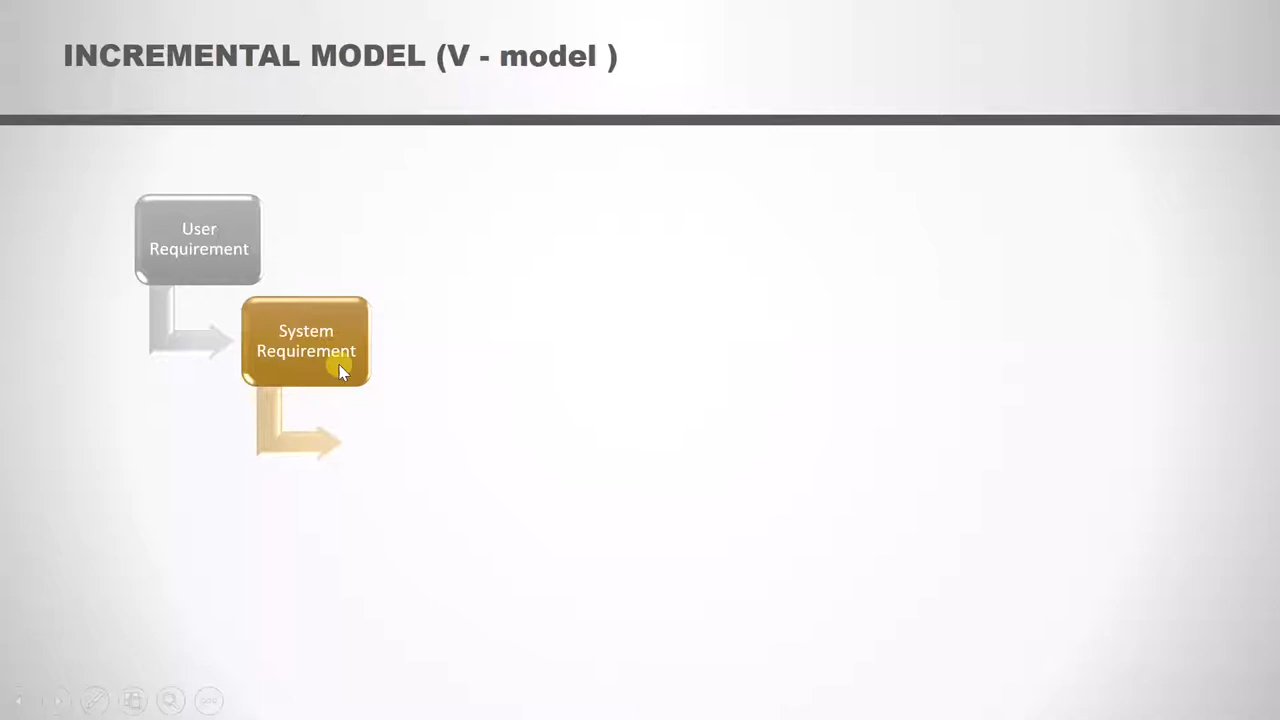 INCREMENTAL MODEL (V - model )
User
Requirement
System
Requirement